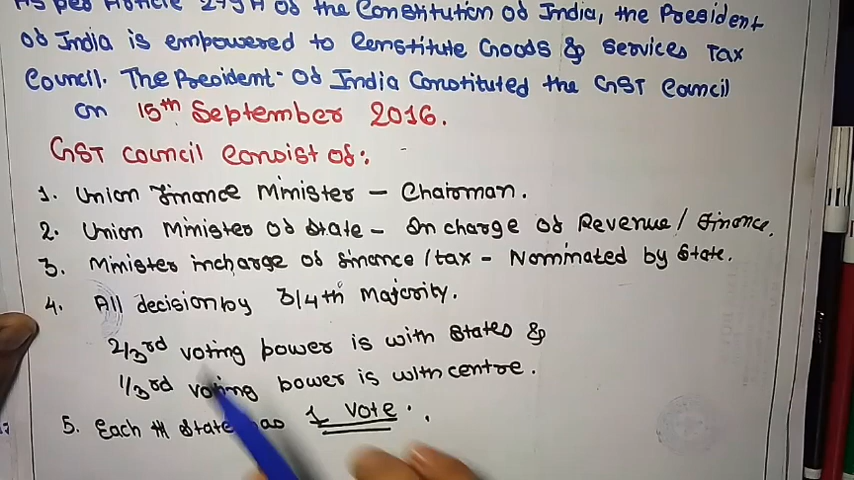 As per Article 279A of the Constitution of India, the President
of India is empowered to Constitute Goods & Services Tax
Council. The President of India Constituted the GST Council
on 15th September 2016.
GST Council Consist of:
1. Union Finance Minister - Chairman.
2. Union Minister of State - In charge of Revenue / Finance.
3. Minister incharge of finance / tax - Nominated by State.
4. All decision by 3/4th Majority.
2/3rd voting power is with States &
1/3rd voting power is with centre.
5. Each State has 1 Vote.